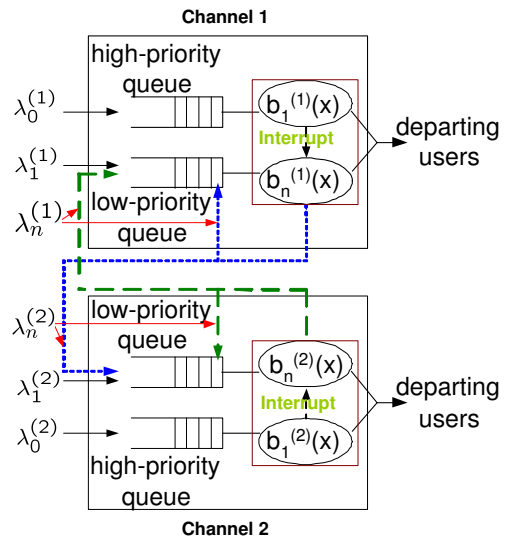 Channel 1
high-priority
queue
λ₀⁽¹⁾
b₁⁽¹⁾(x)
Interrupt
departing
users
λ₁⁽¹⁾
bₙ⁽¹⁾(x)
low-priority
queue
λₙ⁽¹⁾
low-priority
queue
λₙ⁽²⁾
bₙ⁽²⁾(x)
λ₁⁽²⁾
Interrupt
departing
users
λ₀⁽²⁾
b₁⁽²⁾(x)
high-priority
queue
Channel 2